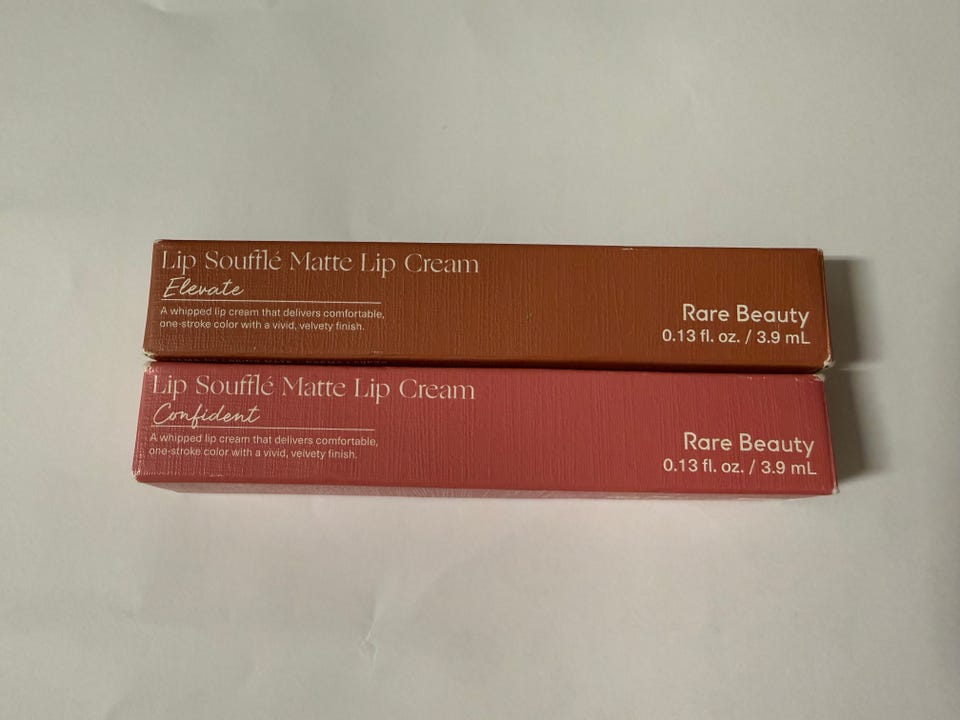 Lip Soufflé Matte Lip Cream
Elevate
A whipped lip cream that delivers comfortable,
one-stroke color with a vivid, velvety finish.
Rare Beauty
0.13 fl. oz. / 3.9 mL
Lip Soufflé Matte Lip Cream
Confident
A whipped lip cream that delivers comfortable,
one-stroke color with a vivid, velvety finish.
Rare Beauty
0.13 fl. oz. / 3.9 mL